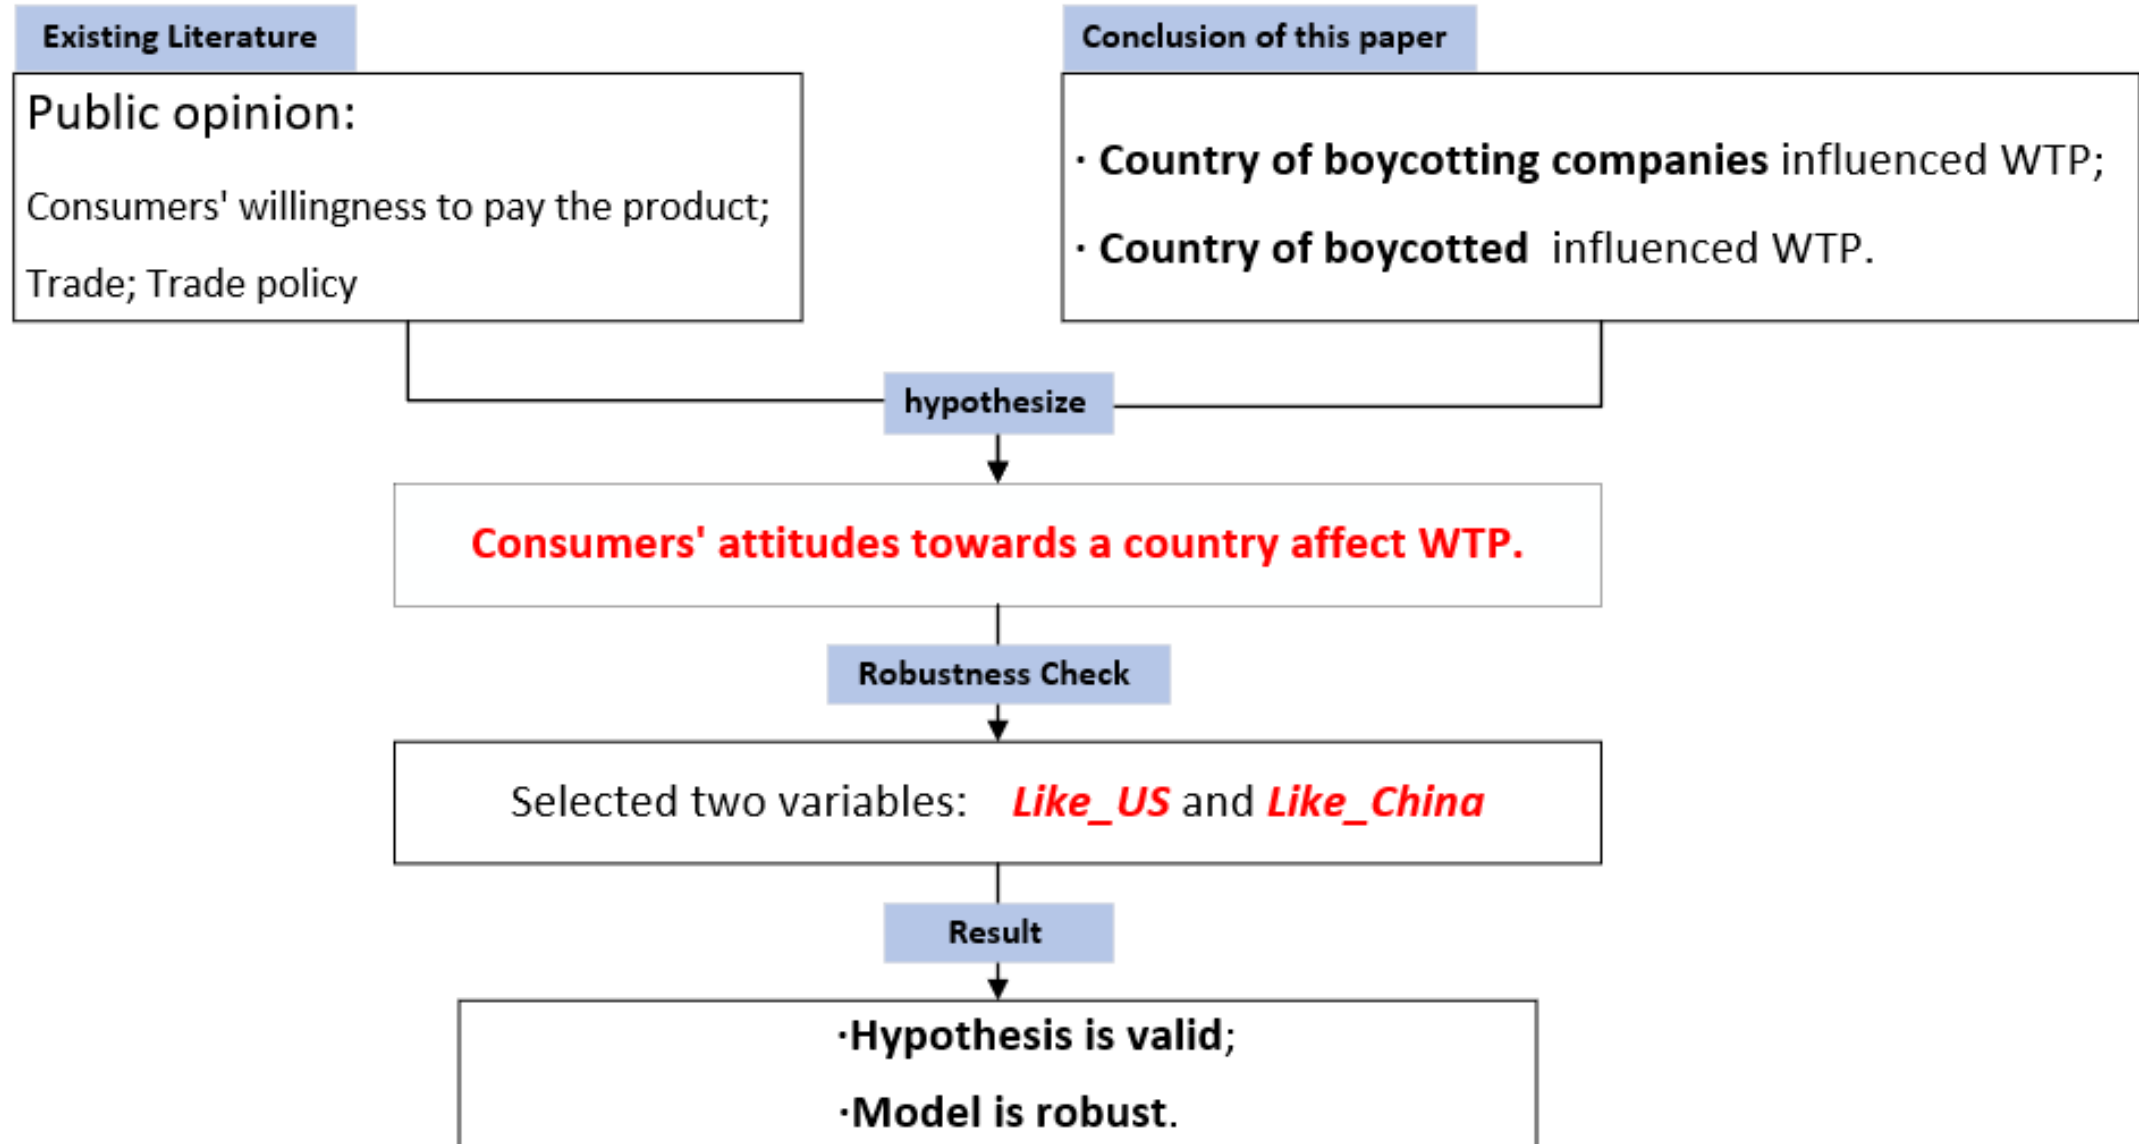 Existing Literature
Public opinion:
Consumers' willingness to pay the product;
Trade; Trade policy
Conclusion of this paper
· Country of boycotting companies influenced WTP;
· Country of boycotted influenced WTP.
hypothesize
Consumers' attitudes towards a country affect WTP.
Robustness Check
Selected two variables: Like_US and Like_China
Result
·Hypothesis is valid;
·Model is robust.